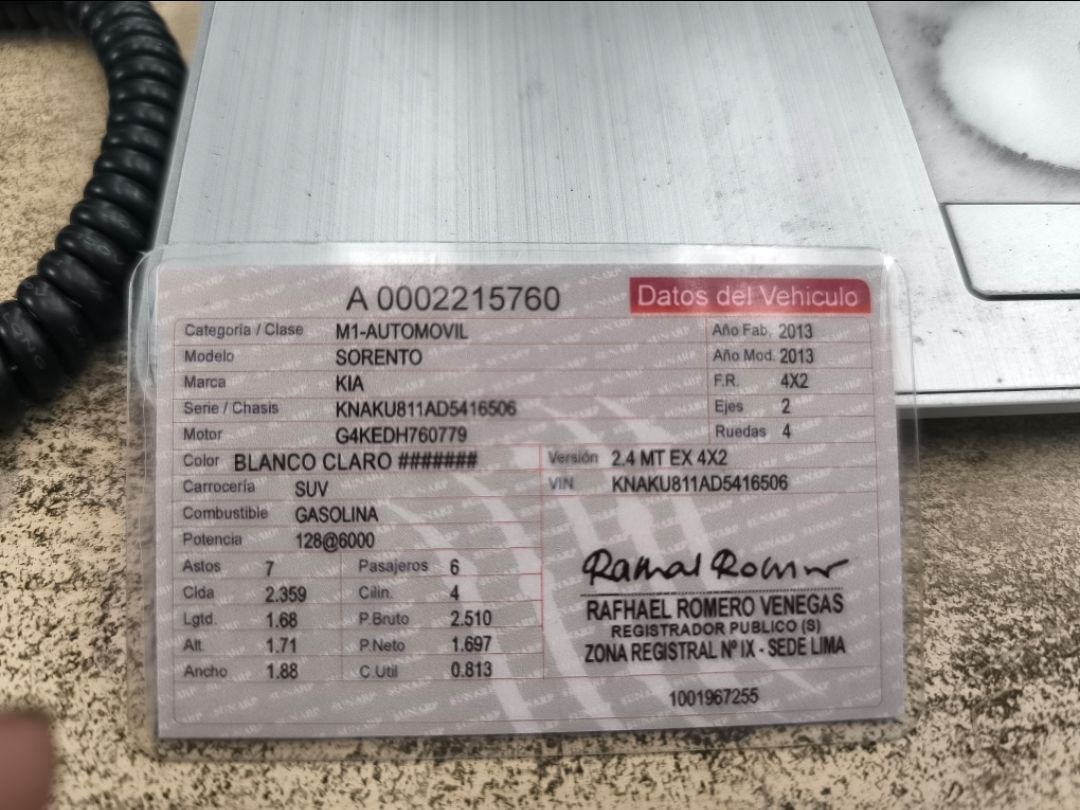 A 0002215760 Datos del Vehiculo
Categoria / Clase M1-AUTOMOVIL Año Fab. 2013
Modelo SORENTO Año Mod. 2013
Marca KIA F.R. 4X2
Serie / Chasis KNAKU811AD5416506 Ejes 2
Motor G4KEDH760779 Ruedas 4
Color BLANCO CLARO ####### Versión 2.4 MT EX 4X2
Carrocería SUV VIN KNAKU811AD5416506
Combustible GASOLINA
Potencia 128@6000
Astos 7 Pasajeros 6
Clda 2.359 Cilin. 4
Lgtd. 1.68 P.Bruto 2.510
Alt. 1.71 P.Neto 1.697
Ancho 1.88 C.Util 0.813
RAFHAEL ROMERO VENEGAS
REGISTRADOR PUBLICO (S)
ZONA REGISTRAL Nº IX - SEDE LIMA
1001967255